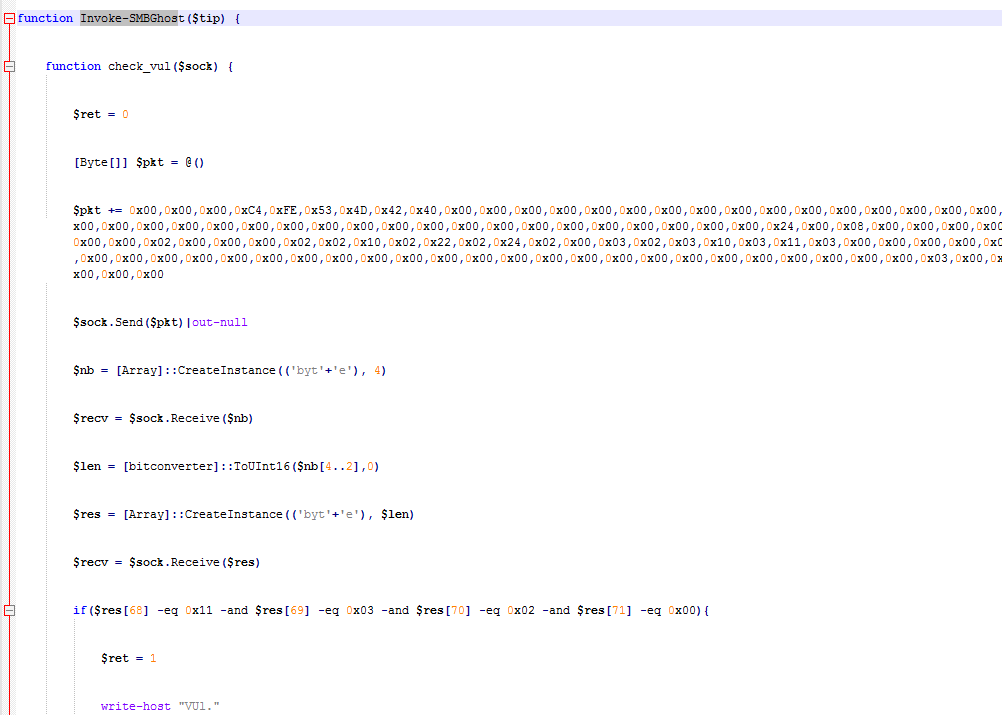 function Invoke-SMBGhost($tip) {
function check_vul($sock) {
$ret = 0
[Byte[]] $pkt = @()
$pkt += 0x00,0x00,0x00,0xC4,0xFE,0x53,0x4D,0x42,0x40,0x00,0x00,0x00,0x00,0x00,0x00,0x00,0x00,0x00,0x00,0x00,0x00,0x00,0x00,0x00,0x00,
x00,0x00,0x00,0x00,0x00,0x00,0x00,0x00,0x00,0x00,0x00,0x00,0x00,0x00,0x00,0x00,0x00,0x00,0x00,0x00,0x24,0x00,0x08,0x00,0x00,0x00,0x00
0x00,0x00,0x02,0x00,0x00,0x00,0x02,0x02,0x10,0x02,0x22,0x02,0x24,0x02,0x00,0x03,0x02,0x03,0x10,0x03,0x11,0x03,0x00,0x00,0x00,0x00,0x0
,0x00,0x00,0x00,0x00,0x00,0x00,0x00,0x00,0x00,0x00,0x00,0x00,0x00,0x00,0x00,0x00,0x00,0x00,0x00,0x00,0x00,0x00,0x00,0x00,0x03,0x00,0x
x00,0x00,0x00
$sock.Send($pkt)|out-null
$nb = [Array]::CreateInstance(('byt'+'e'), 4)
$recv = $sock.Receive($nb)
$len = [bitconverter]::ToUInt16($nb[4..2],0)
$res = [Array]::CreateInstance(('byt'+'e'), $len)
$recv = $sock.Receive($res)
if($res[68] -eq 0x11 -and $res[69] -eq 0x03 -and $res[70] -eq 0x02 -and $res[71] -eq 0x00){
$ret = 1
write-host "VUl."